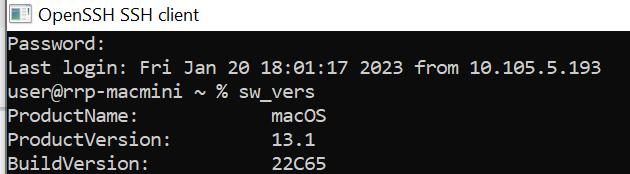 OpenSSH SSH client
Password:
Last login: Fri Jan 20 18:01:17 2023 from 10.105.5.193
user@rrp-macmini ~ % sw_vers
ProductName:            macOS
ProductVersion:         13.1
BuildVersion:           22C65